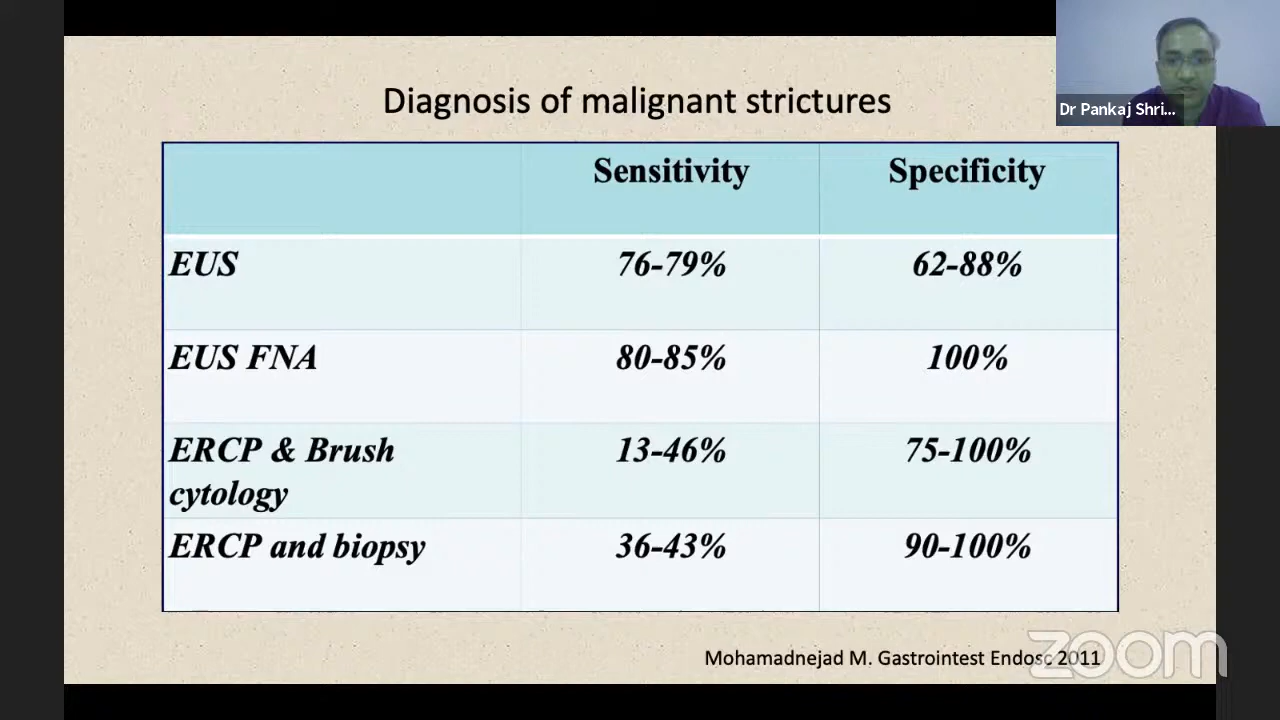 Diagnosis of malignant strictures
Dr Pankaj Shri...
Sensitivity Specificity
EUS 76-79% 62-88%
EUS FNA 80-85% 100%
ERCP & Brush 13-46% 75-100%
cytology
ERCP and biopsy 36-43% 90-100%
Mohamadnejad M. Gastrointest Endosc 2011
zoom